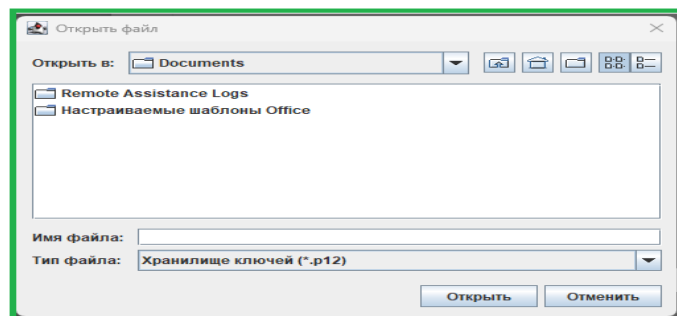 Открыть файл
Открыть в: Documents
Remote Assistance Logs
Настраиваемые шаблоны Office
Имя файла:
Тип файла: Хранилище ключей (*.p12)
Открыть Отменить